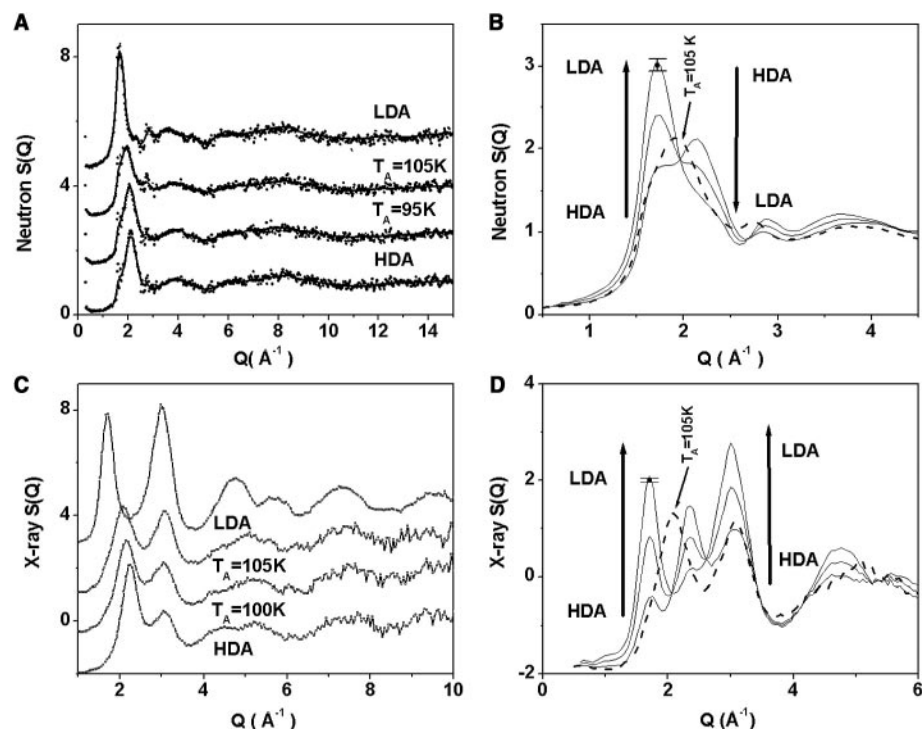 A
8
4
0
Neutron S(Q)
LDA
T_A=105K
T_A=95K
HDA
0 2 4 6 8 10 12 14
Q( Å⁻¹)
B
3
2
1
0
Neutron S(Q)
LDA
HDA
T_A=105 K
HDA
LDA
1 2 3 4
Q ( Å⁻¹)
C
8
4
0
X-ray S(Q)
LDA
T_A=105K
T_A=100K
HDA
2 4 6 8 10
Q ( Å⁻¹)
D
4
2
0
-2
X-ray S(Q)
LDA
HDA
T_A=105K
LDA
HDA
0 2 4 6
Q (Å⁻¹)